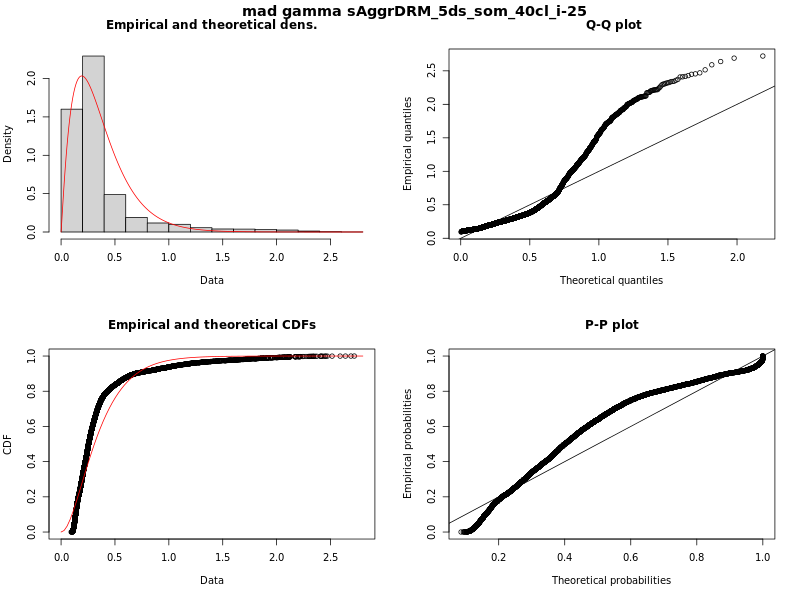 mad gamma sAggrDRM_5ds_som_40cl_i-25
Empirical and theoretical dens.
Density
0.0 0.5 1.0 1.5 2.0
0.0 0.5 1.0 1.5 2.0 2.5
Data
Q-Q plot
Empirical quantiles
0.0 0.5 1.0 1.5 2.0 2.5
0.0 0.5 1.0 1.5 2.0
Theoretical quantiles
Empirical and theoretical CDFs
CDF
0.0 0.2 0.4 0.6 0.8 1.0
0.0 0.5 1.0 1.5 2.0 2.5
Data
P-P plot
Empirical probabilities
0.0 0.2 0.4 0.6 0.8 1.0
0.2 0.4 0.6 0.8 1.0
Theoretical probabilities